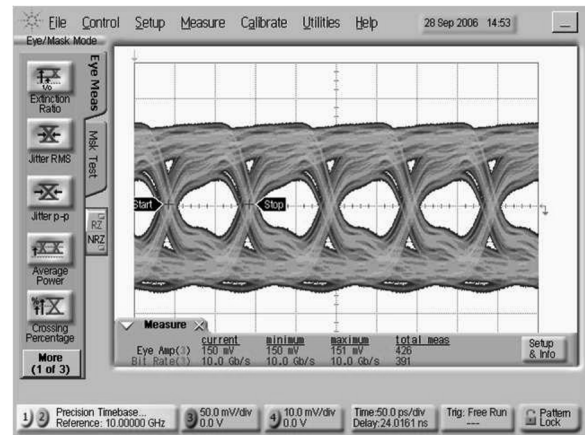 File Control Setup Measure Calibrate Utilities Help 28 Sep 2006 14:53
Eye/Mask Mode
Extinction
Ratio
Jitter RMS
Jitter p-p
Average
Power
Crossing
Percentage
More
(1 of 3)
Eye Meas
Msk Test
RZ
NRZ
Start
Stop
Measure
current minimum maximum total meas
Eye Amp(3) 150 mV 150 mV 151 mV 426
Bit Rate(3) 10.0 Gb/s 10.0 Gb/s 10.0 Gb/s 391
Setup
& Info
1) 2) Precision Timebase...
Reference: 10.00000 GHz
3) 50.0 mV/div
0.0 V
4) 10.0 mV/div
0.0 V
Time:50.0 ps/div
Delay:24.0161 ns
Trig: Free Run
---
Pattern
Lock